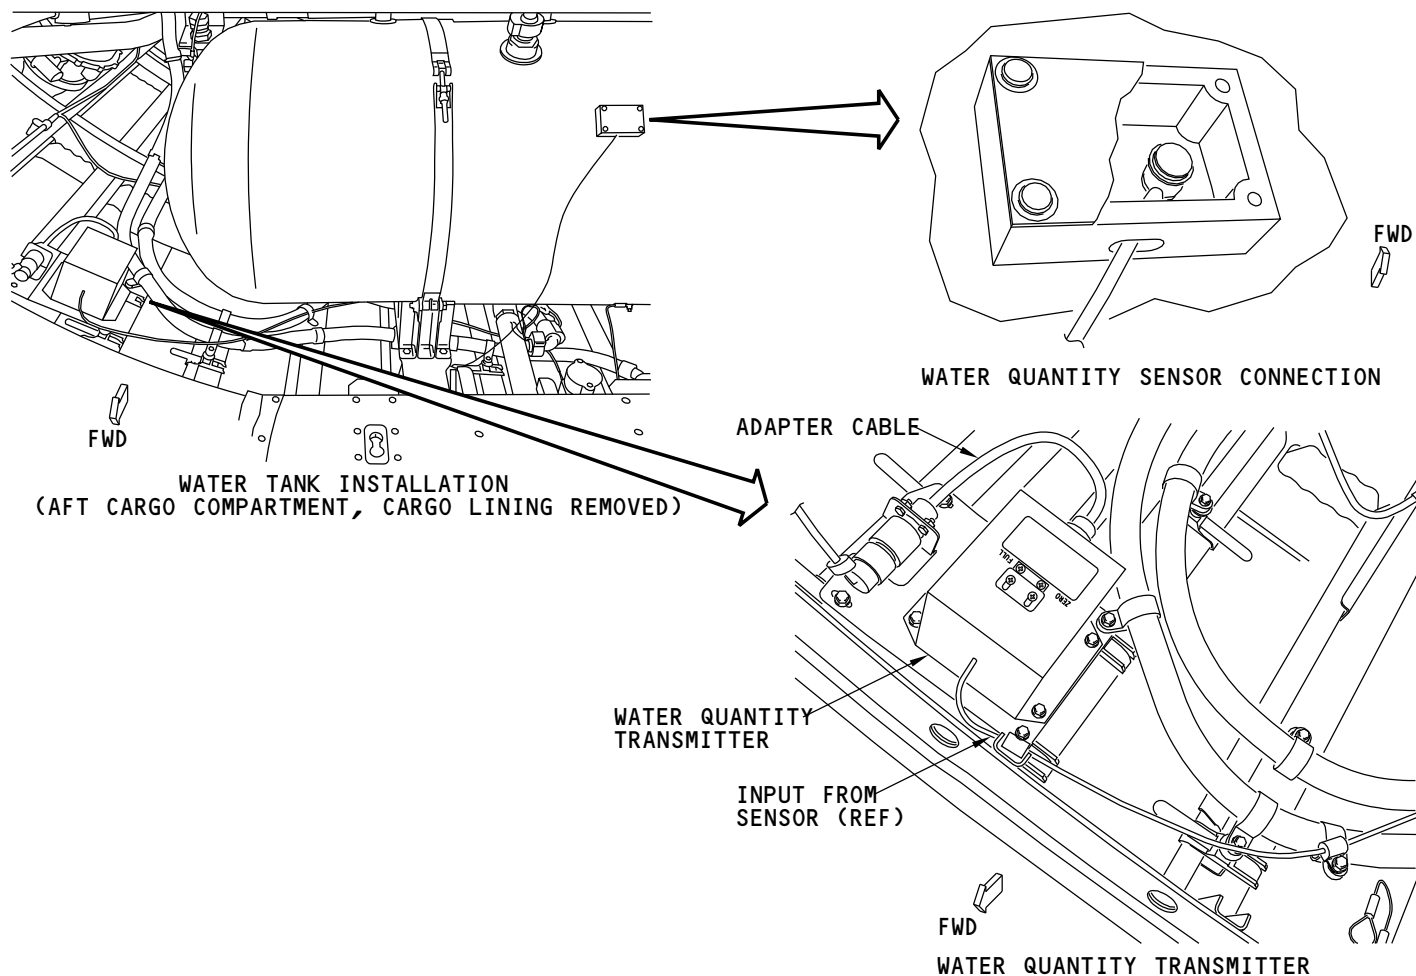 FWD
WATER TANK INSTALLATION
(AFT CARGO COMPARTMENT, CARGO LINING REMOVED)
FWD
WATER QUANTITY SENSOR CONNECTION
ADAPTER CABLE
FULL
ZERO
WATER QUANTITY
TRANSMITTER
INPUT FROM
SENSOR (REF)
FWD
WATER QUANTITY TRANSMITTER